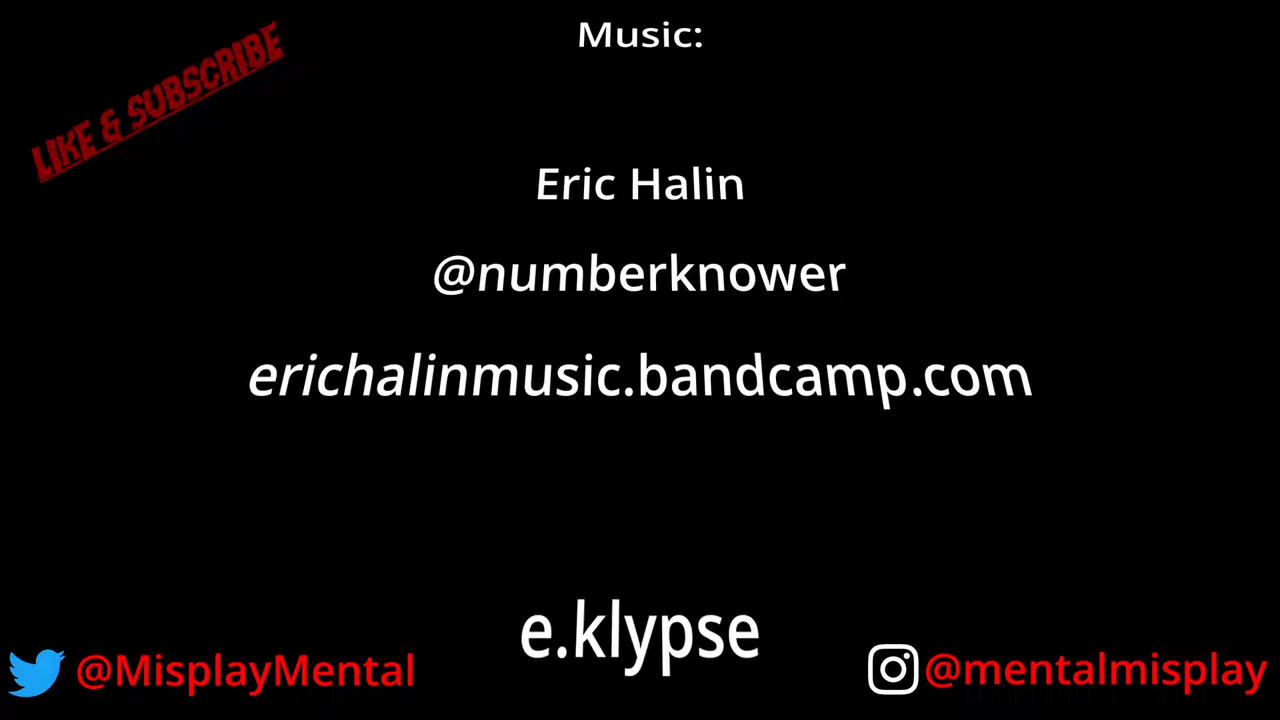 LIKE & SUBSCRIBE
Music:
Eric Halin
@numberknower
erichalinmusic.bandcamp.com
e.klypse
@MisplayMental
@mentalmisplay